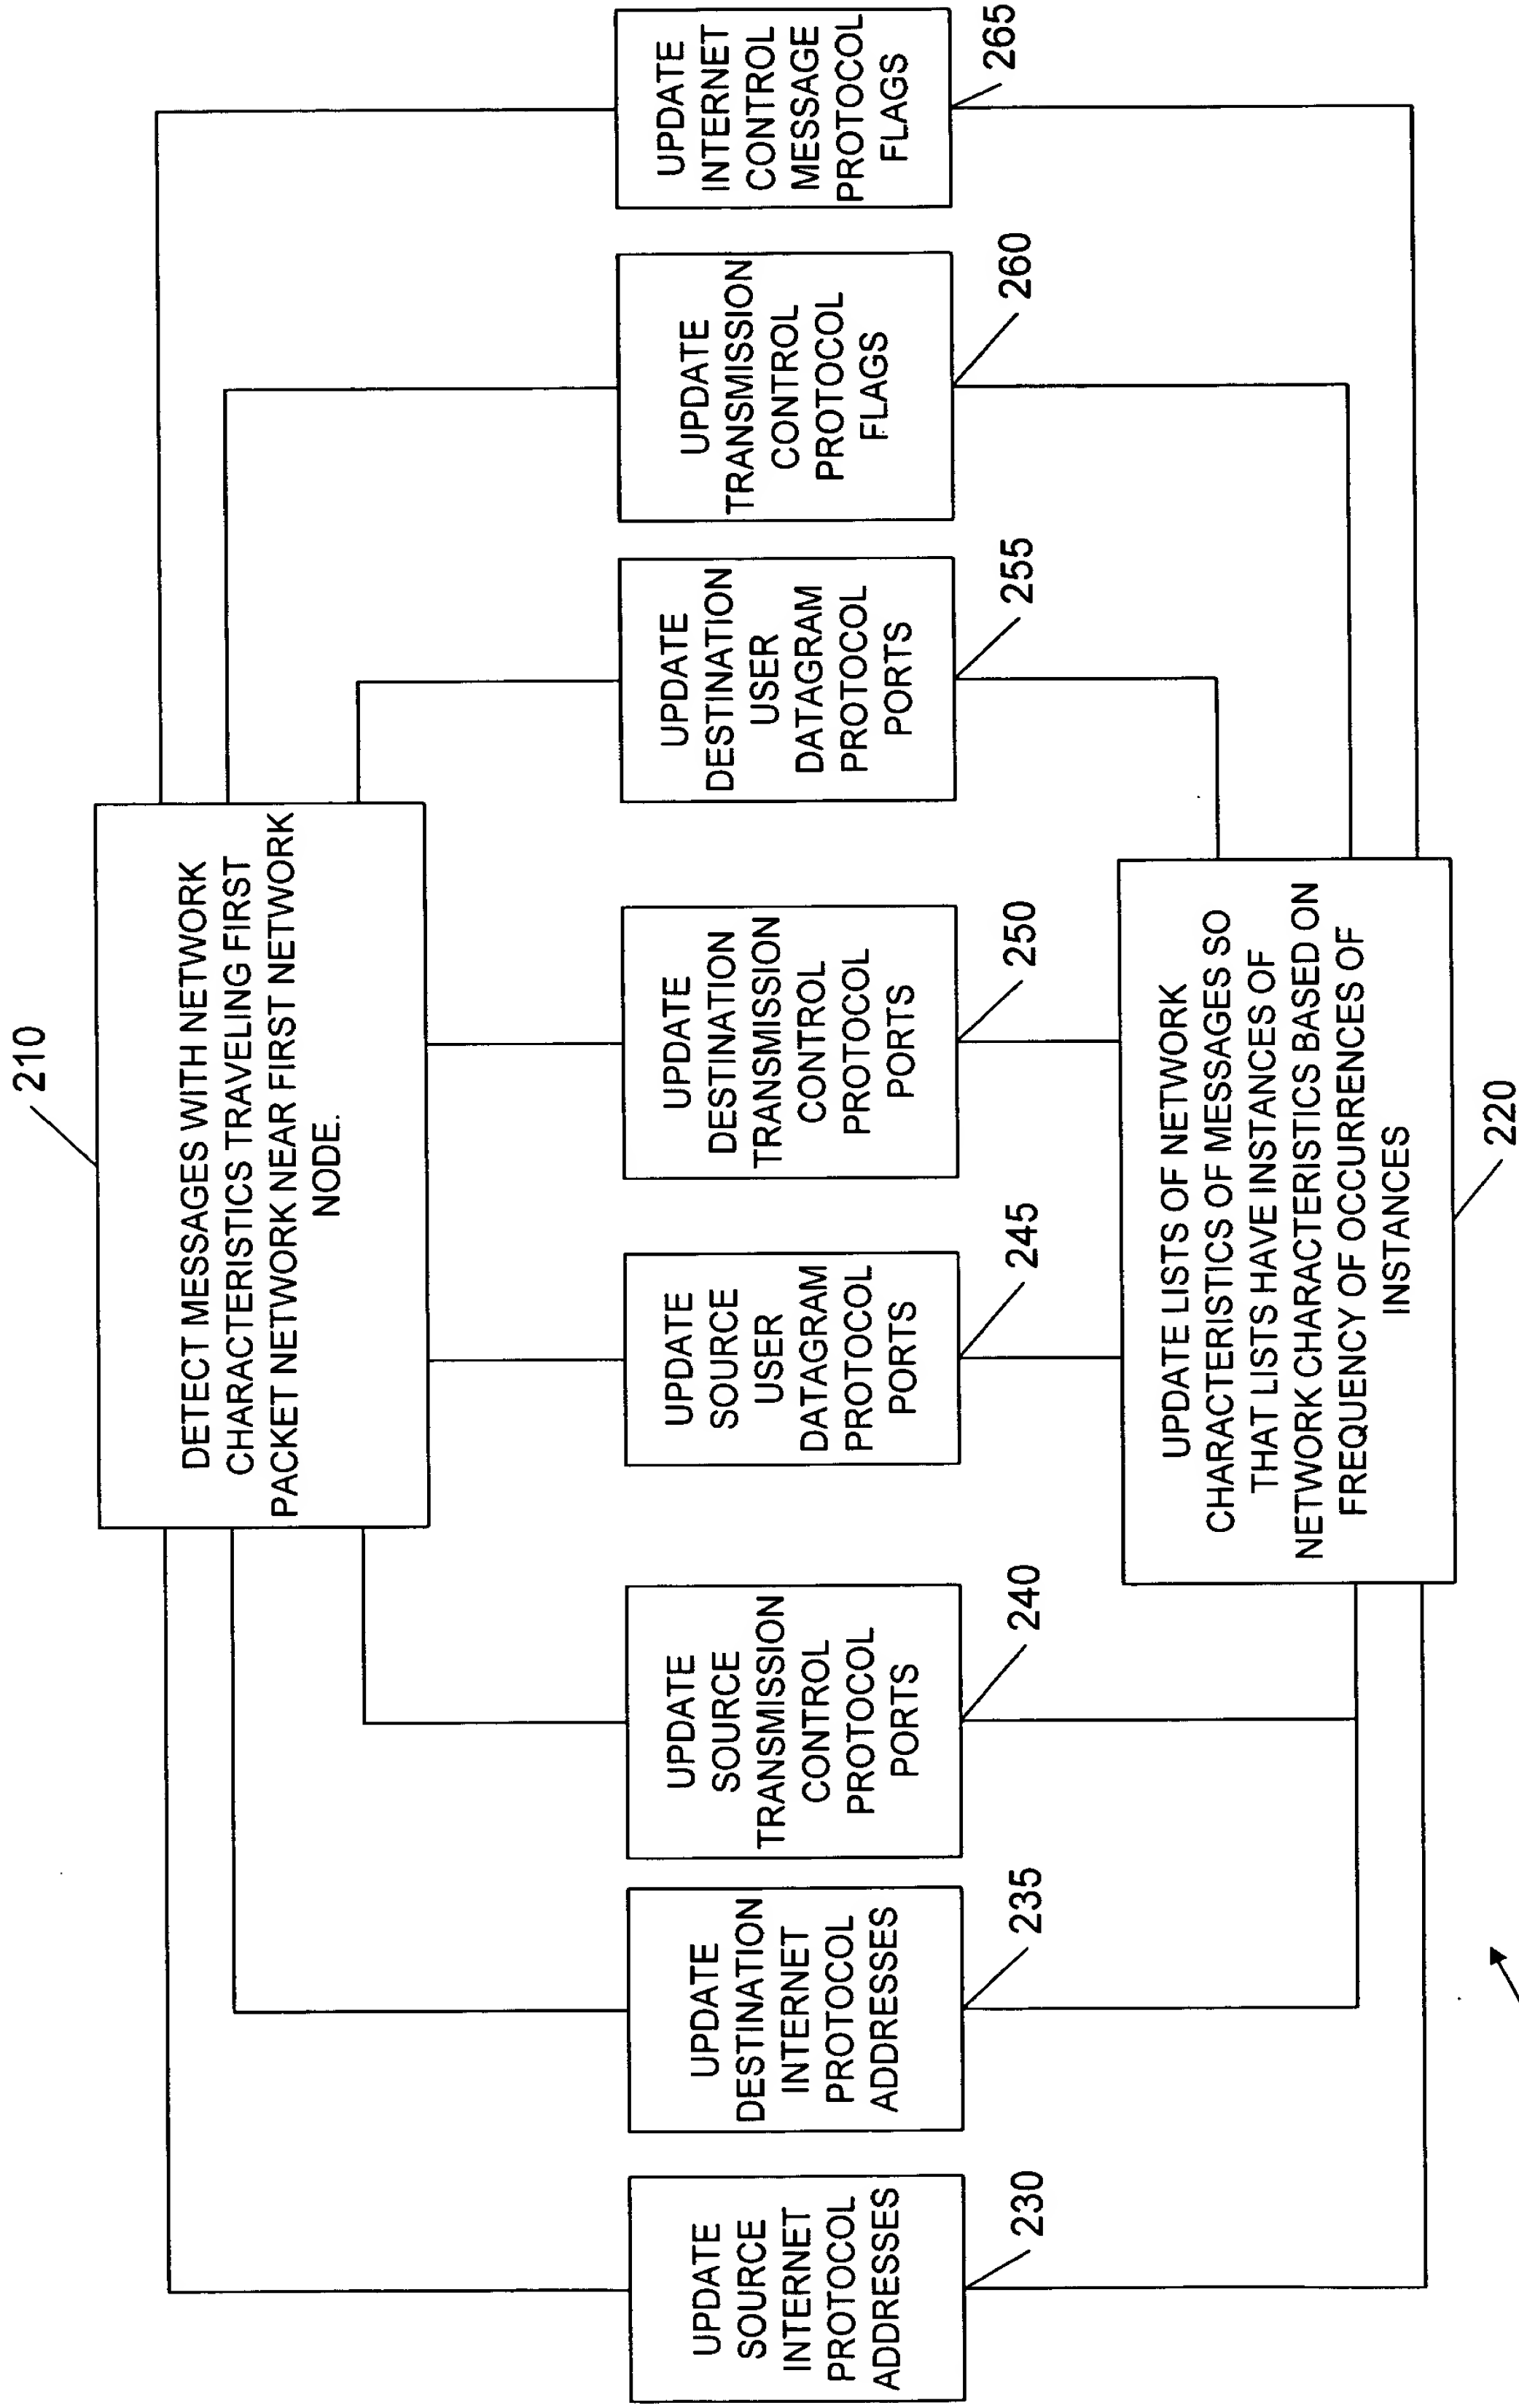 210
DETECT MESSAGES WITH NETWORK
CHARACTERISTICS TRAVELING FIRST
PACKET NETWORK NEAR FIRST NETWORK
NODE.
UPDATE
SOURCE
INTERNET
PROTOCOL
ADDRESSES
230
UPDATE
DESTINATION
INTERNET
PROTOCOL
ADDRESSES
235
UPDATE
SOURCE
TRANSMISSION
CONTROL
PROTOCOL
PORTS
240
UPDATE
SOURCE
USER
DATAGRAM
PROTOCOL
PORTS
245
UPDATE
DESTINATION
TRANSMISSION
CONTROL
PROTOCOL
PORTS
250
UPDATE
DESTINATION
USER
DATAGRAM
PROTOCOL
PORTS
255
UPDATE
TRANSMISSION
CONTROL
PROTOCOL
FLAGS
260
UPDATE
INTERNET
CONTROL
MESSAGE
PROTOCOL
FLAGS
265
UPDATE LISTS OF NETWORK
CHARACTERISTICS OF MESSAGES SO
THAT LISTS HAVE INSTANCES OF
NETWORK CHARACTERISTICS BASED ON
FREQUENCY OF OCCURRENCES OF
INSTANCES
220